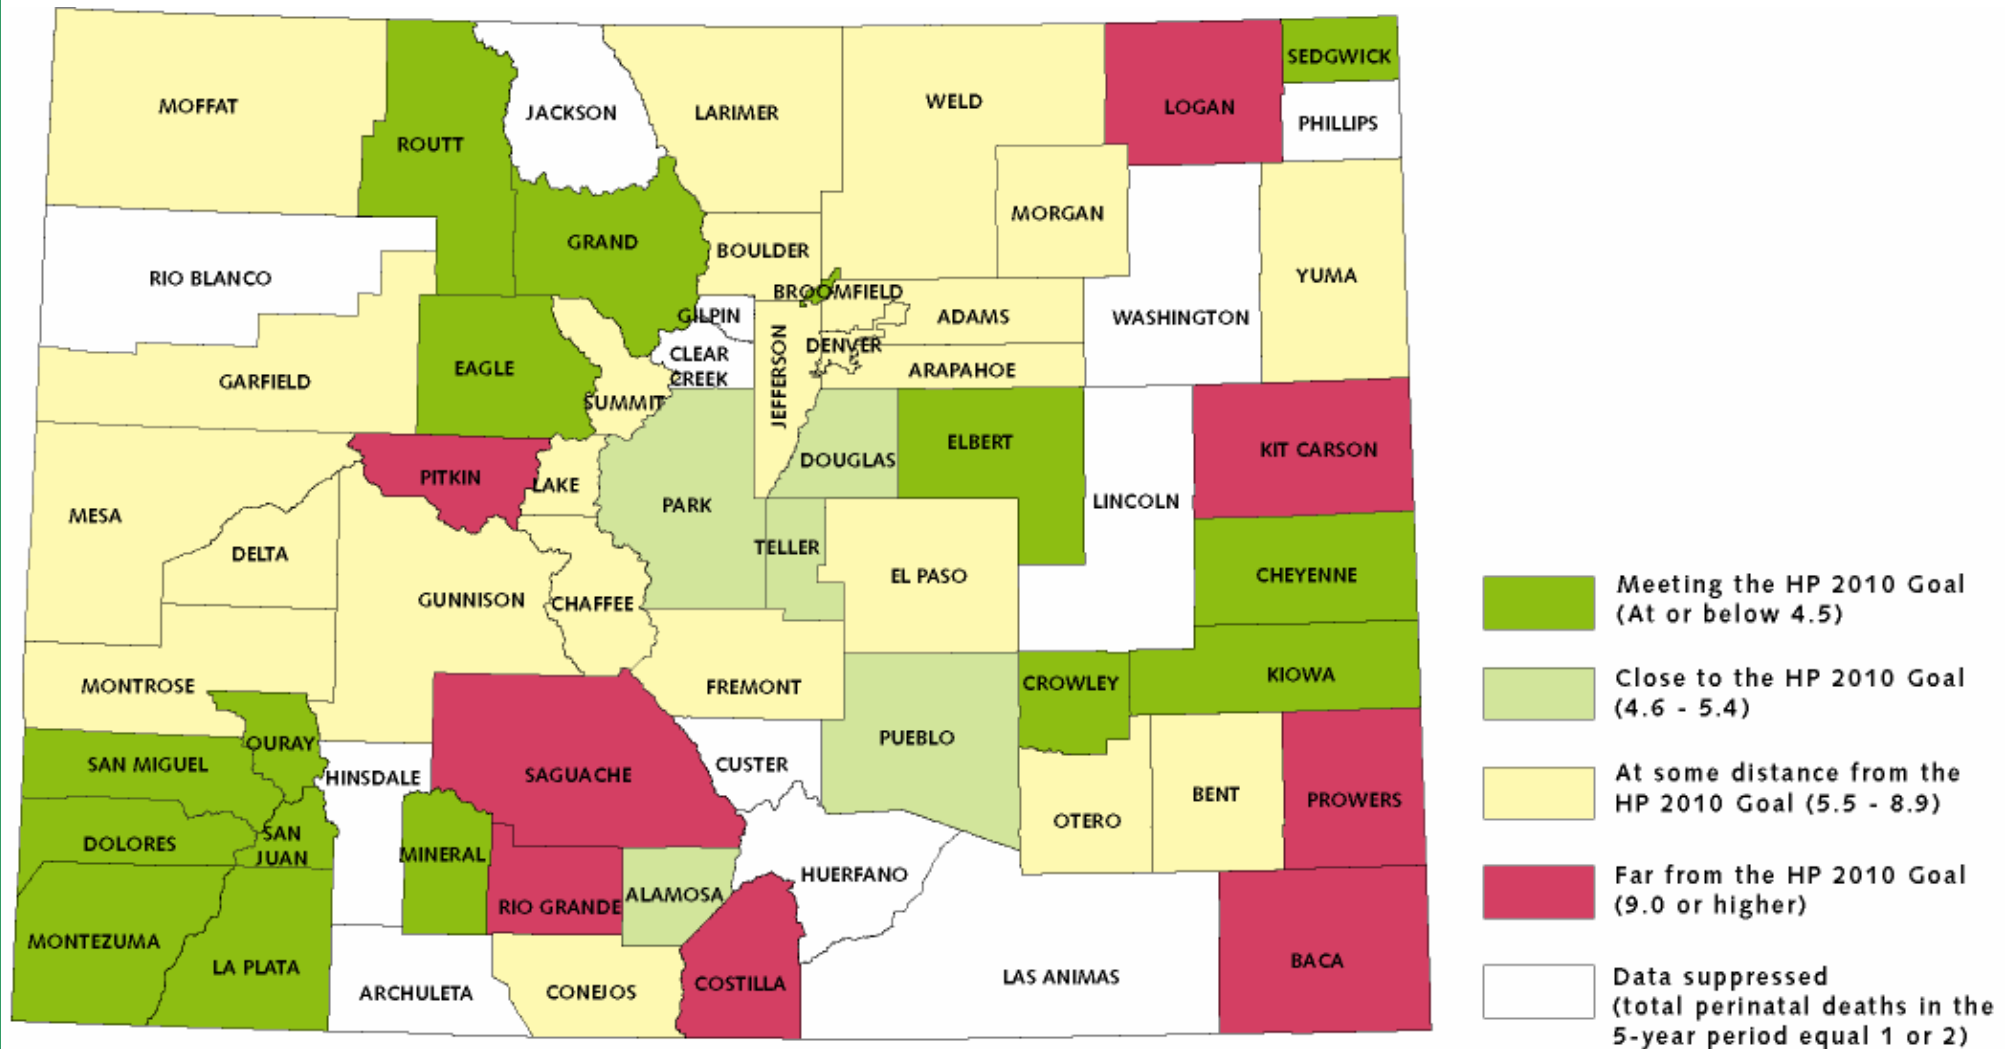 SEDGWICK
MOFFAT
WELD
LOGAN
JACKSON
LARIMER
PHILLIPS
ROUTT
MORGAN
GRAND
BOULDER
RIO BLANCO
YUMA
BROOMFIELD
GILPIN
ADAMS
WASHINGTON
DENVER
CLEAR
CREEK
JEFFERSON
EAGLE
ARAPAHOE
GARFIELD
SUMMIT
ELBERT
KIT CARSON
DOUGLAS
PITKIN
LAKE
LINCOLN
PARK
MESA
TELLER
DELTA
EL PASO
CHEYENNE
GUNNISON
CHAFFEE
KIOWA
CROWLEY
MONTROSE
FREMONT
PUEBLO
OURAY
SAN MIGUEL
CUSTER
HINSDALE
SAGUACHE
BENT
PROWERS
OTERO
SAN
JUAN
DOLORES
MINERAL
HUERFANO
ALAMOSA
RIO GRANDE
MONTEZUMA
BACA
LA PLATA
LAS ANIMAS
COSTILLA
ARCHULETA
CONEJOS
Meeting the HP 2010 Goal
(At or below 4.5)
Close to the HP 2010 Goal
(4.6 - 5.4)
At some distance from the
HP 2010 Goal (5.5 - 8.9)
Far from the HP 2010 Goal
(9.0 or higher)
Data suppressed
(total perinatal deaths in the
5-year period equal 1 or 2)